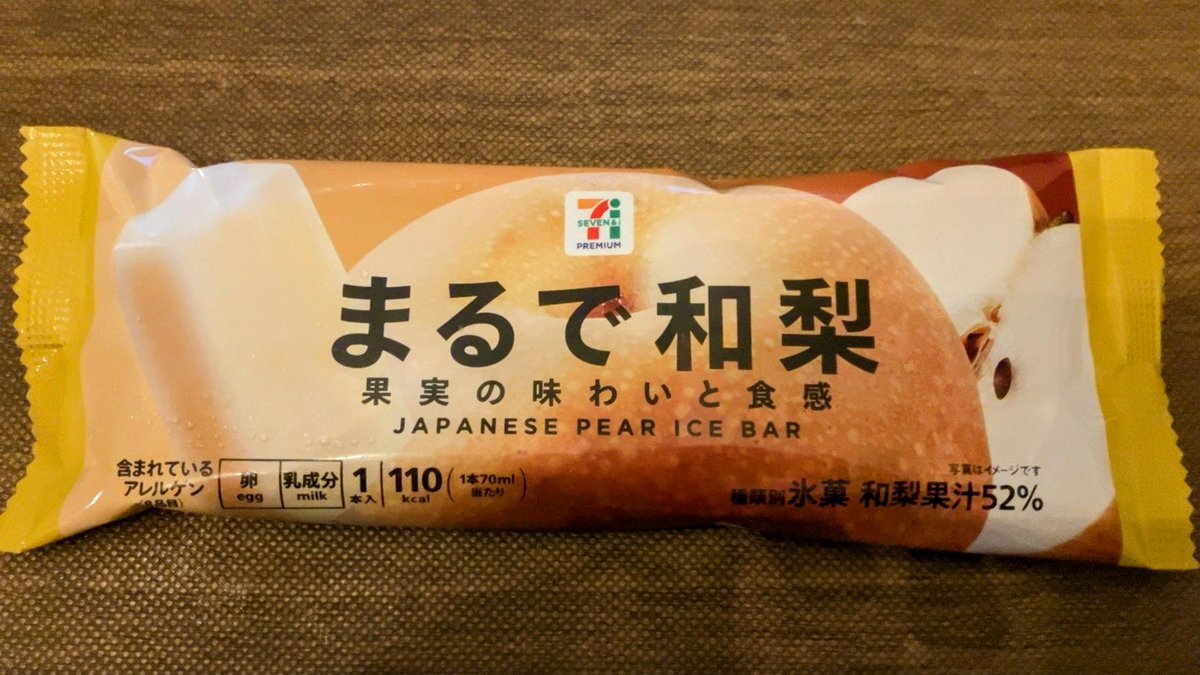 SEVEN&i
PREMIUM
まるで和梨
果実の味わいと食感
JAPANESE PEAR ICE BAR
含まれている
アレルゲン
卵
egg
乳成分
milk
1
本入
110
kcal
(1本70ml
当たり)
写真はイメージです
種類別 氷菓 和梨果汁52%